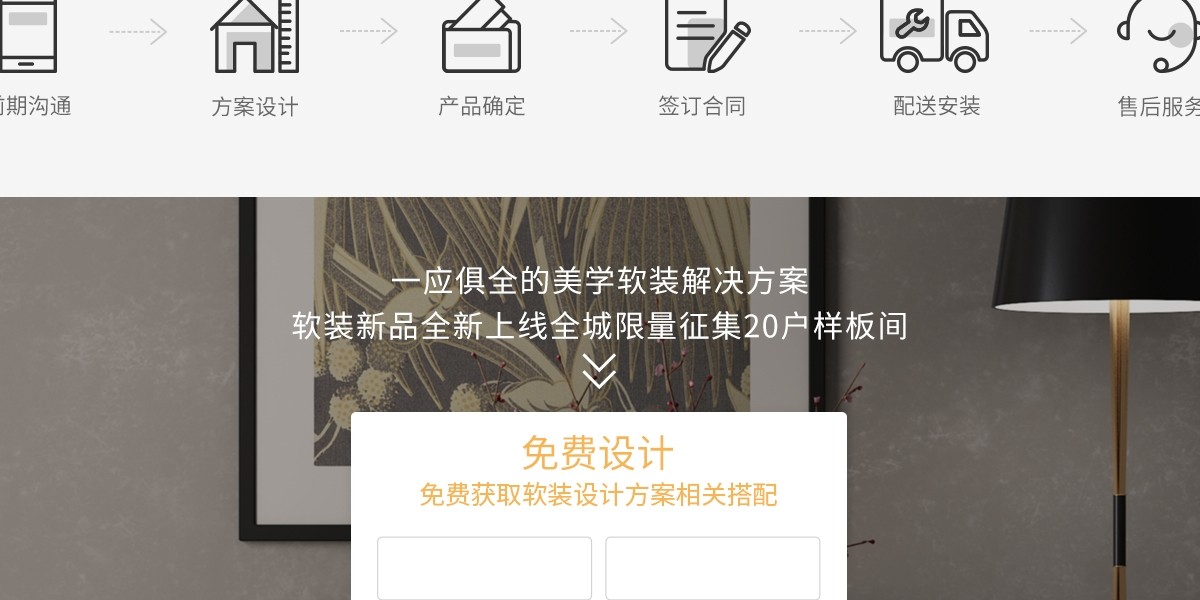 前期沟通
方案设计
产品确定
签订合同
配送安装
售后服务
一应俱全的美学软装解决方案
软装新品全新上线全城限量征集20户样板间
免费设计
免费获取软装设计方案相关搭配